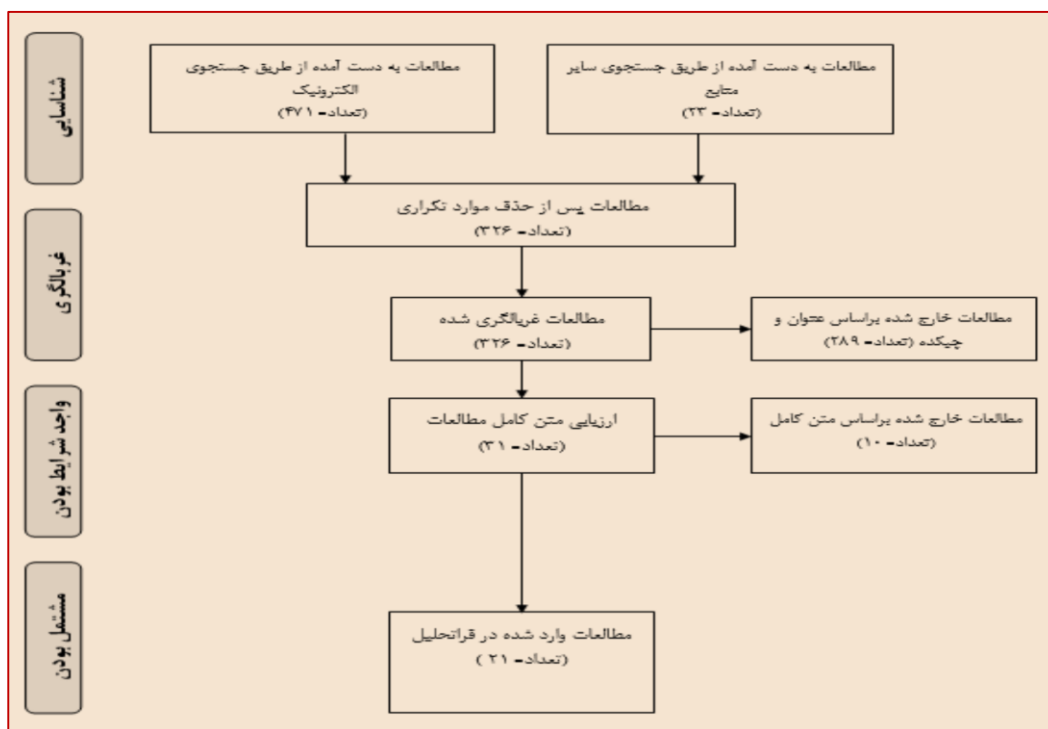 شناسایی
مطالعات به دست آمده از طریق جستجوی سایر
منابع
(تعداد= ۲۳)
مطالعات به دست آمده از طریق جستجوی
الکترونیک
(تعداد= ۴۷۱)
مطالعات پس از حذف موارد تکراری
(تعداد= ۳۲۶)
غربالگری
مطالعات غربالگری شده
(تعداد= ۳۲۶)
مطالعات خارج شده براساس عنوان و
چیکده (تعداد= ۲۸۹)
واجد شرایط بودن
ارزیابی متن کامل مطالعات
(تعداد= ۳۱)
مطالعات خارج شده براساس متن کامل
(تعداد= ۱۰)
مشتمل بودن
مطالعات وارد شده در فراتحلیل
(تعداد= ۲۱ )